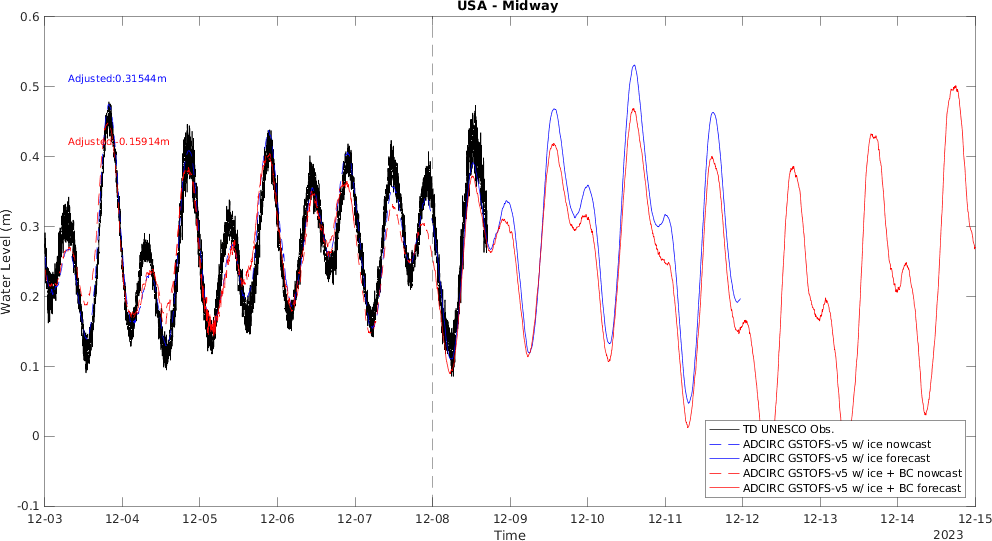 USA - Midway
0.6
0.5
0.4
0.3
0.2
0.1
0
-0.1
Water Level (m)
Adjusted:0.31544m
Adjusted:-0.15914m
TD UNESCO Obs.
ADCIRC GSTOFS-v5 w/ ice nowcast
ADCIRC GSTOFS-v5 w/ ice forecast
ADCIRC GSTOFS-v5 w/ ice + BC nowcast
ADCIRC GSTOFS-v5 w/ ice + BC forecast
12-03 12-04 12-05 12-06 12-07 12-08 12-09 12-10 12-11 12-12 12-13 12-14 12-15
Time
2023